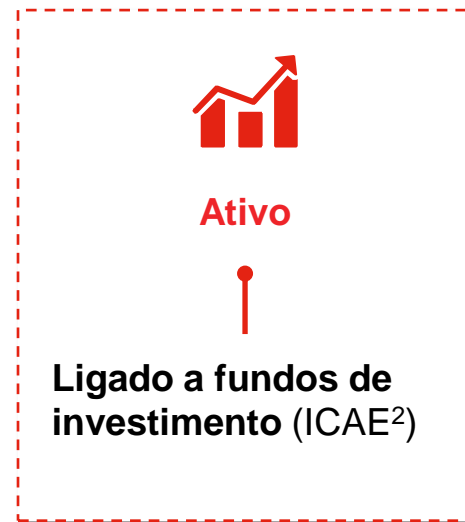 Ativo
Ligado a fundos de
investimento (ICAE²)